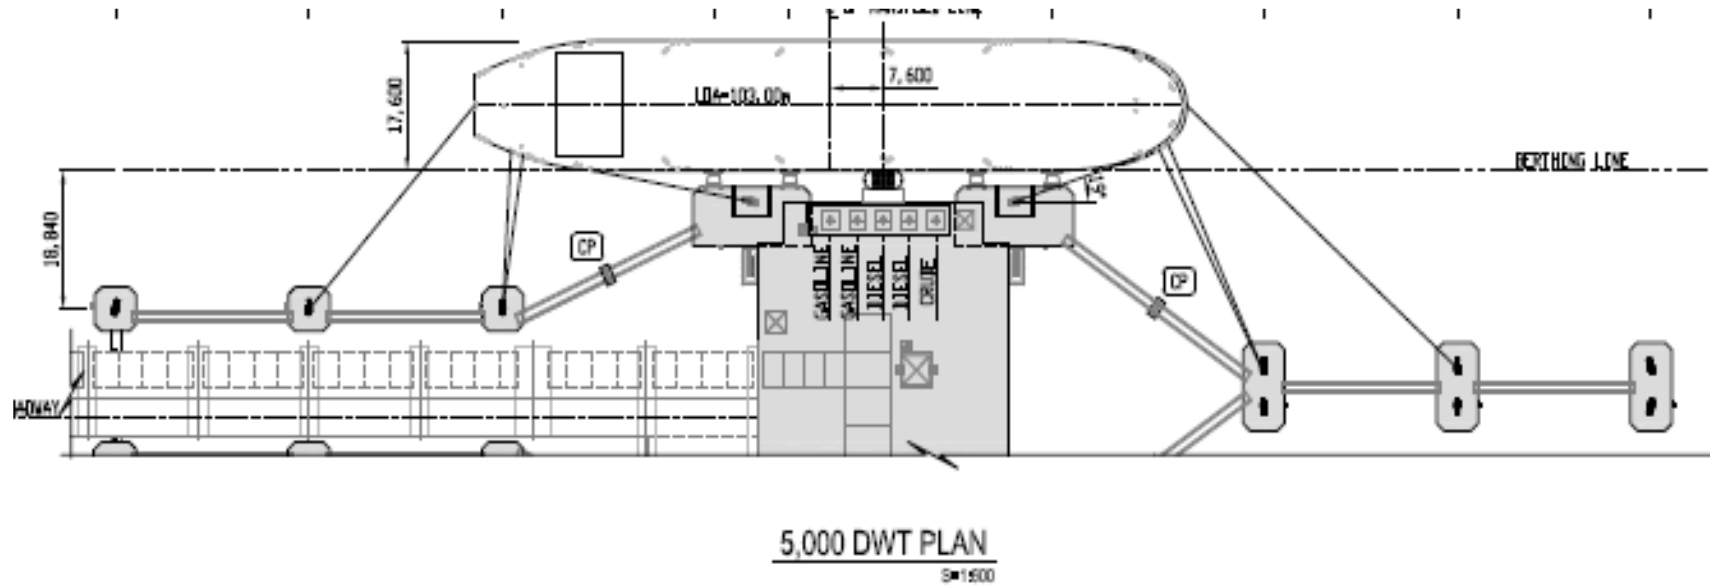 7,600
LOA=103.00m
17,600
BERTHING LINE
18,840
CP
CP
GASOLINE
GASOLINE
DIESEL
DIESEL
CRUDE
5,000 DWT PLAN